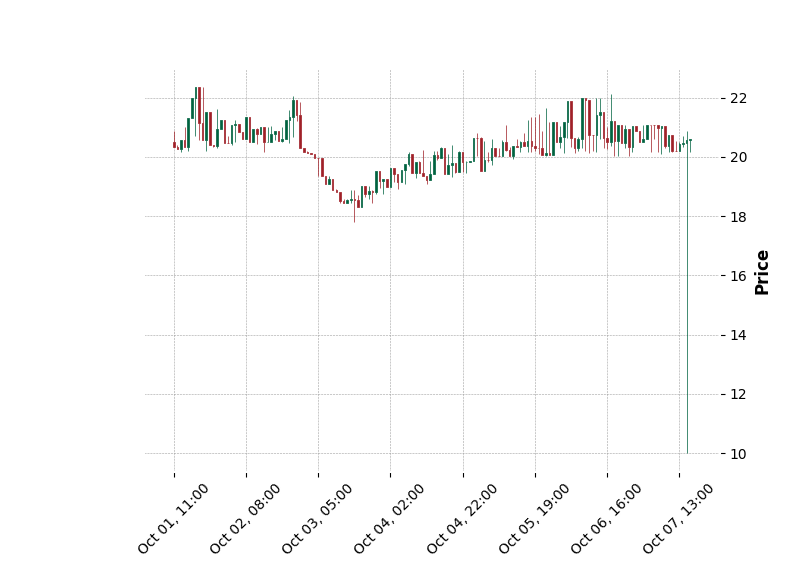 22
20
18
16
14
12
10
Price
Oct 01, 11:00
Oct 02, 08:00
Oct 03, 05:00
Oct 04, 02:00
Oct 04, 22:00
Oct 05, 19:00
Oct 06, 16:00
Oct 07, 13:00